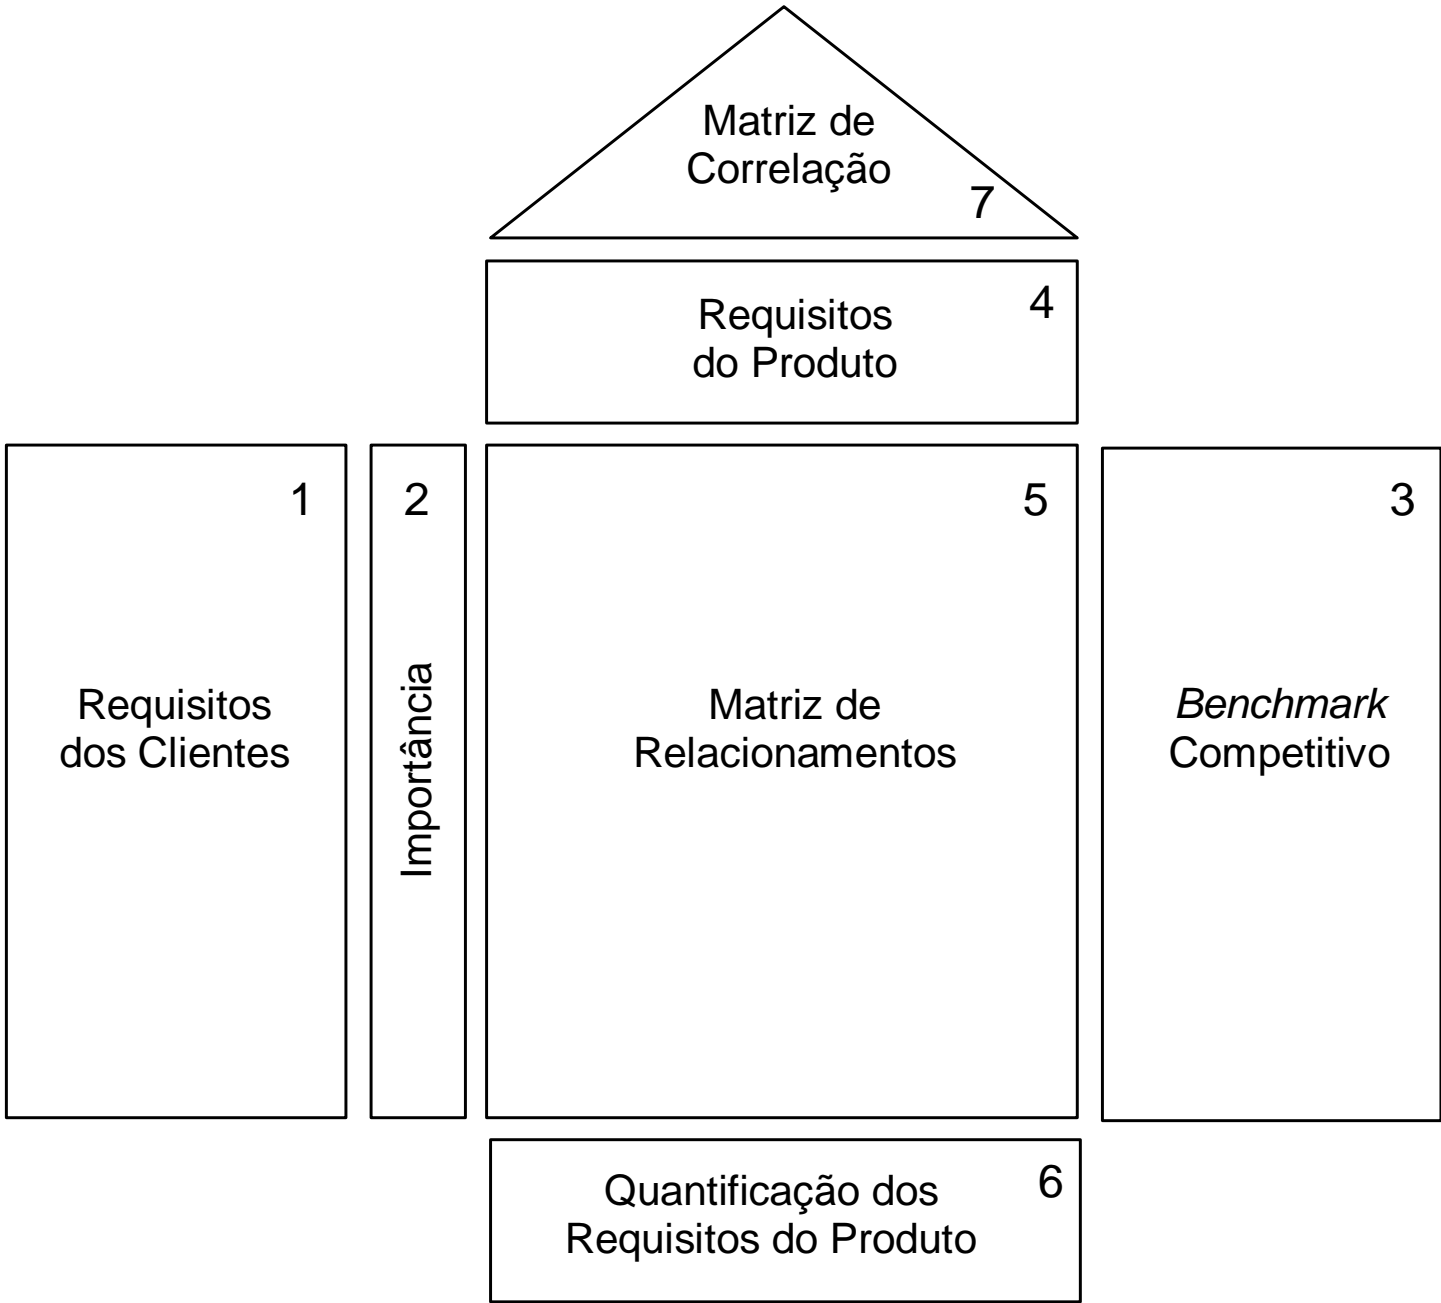 Matriz de
Correlação
7
Requisitos
do Produto
4
1
Requisitos
dos Clientes
2
Importância
5
Matriz de
Relacionamentos
3
Benchmark
Competitivo
Quantificação dos
Requisitos do Produto
6